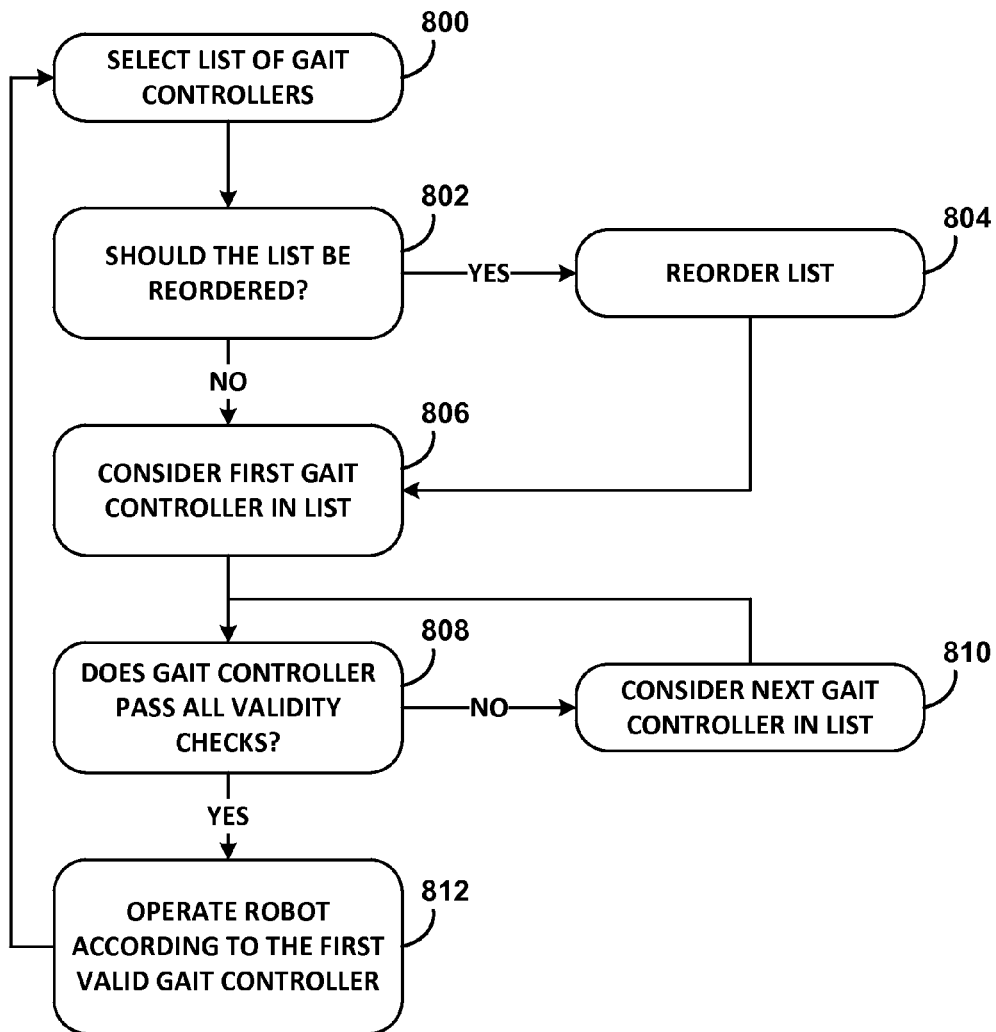 800
SELECT LIST OF GAIT
CONTROLLERS
802
SHOULD THE LIST BE
REORDERED?
YES
804
REORDER LIST
NO
806
CONSIDER FIRST GAIT
CONTROLLER IN LIST
808
DOES GAIT CONTROLLER
PASS ALL VALIDITY
CHECKS?
NO
810
CONSIDER NEXT GAIT
CONTROLLER IN LIST
YES
812
OPERATE ROBOT
ACCORDING TO THE FIRST
VALID GAIT CONTROLLER